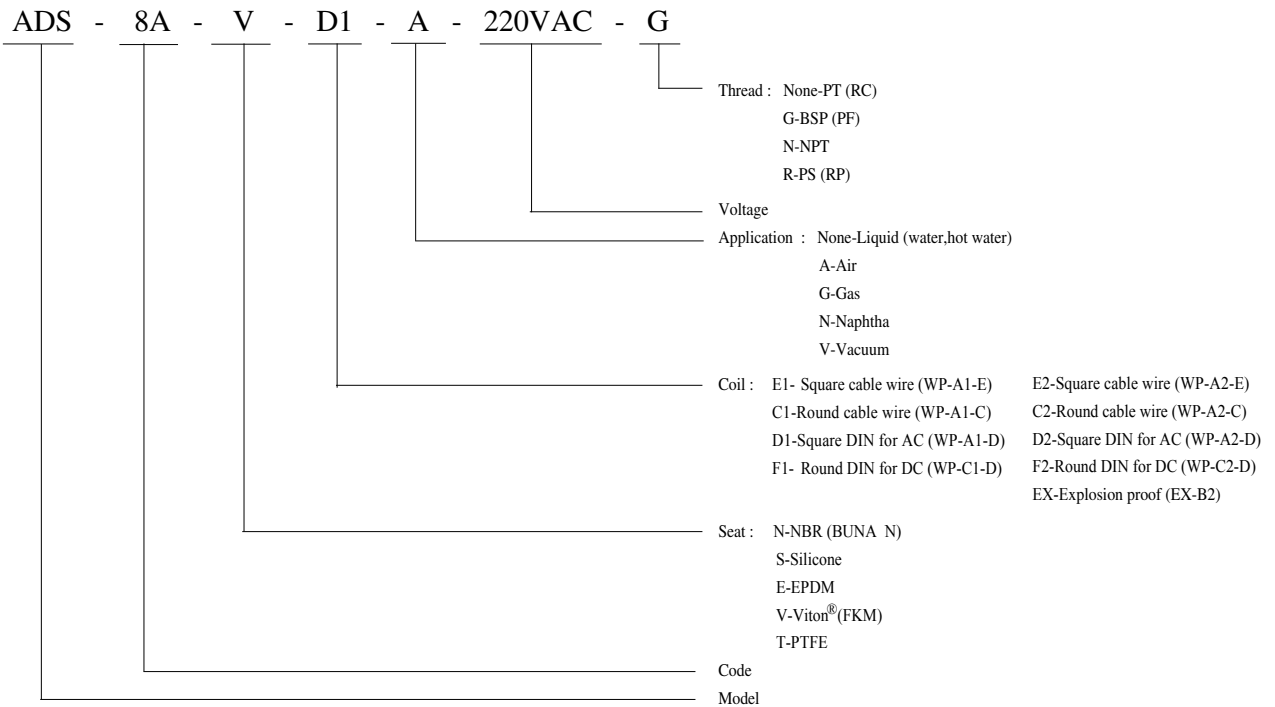 ADS - 8A - V - D1 - A - 220VAC - G
Thread : None-PT (RC)
G-BSP (PF)
N-NPT
R-PS (RP)
Voltage
Application : None-Liquid (water,hot water)
A-Air
G-Gas
N-Naphtha
V-Vacuum
Coil : E1- Square cable wire (WP-A1-E) E2-Square cable wire (WP-A2-E)
C1-Round cable wire (WP-A1-C) C2-Round cable wire (WP-A2-C)
D1-Square DIN for AC (WP-A1-D) D2-Square DIN for AC (WP-A2-D)
F1- Round DIN for DC (WP-C1-D) F2-Round DIN for DC (WP-C2-D)
EX-Explosion proof (EX-B2)
Seat : N-NBR (BUNA N)
S-Silicone
E-EPDM
V-Viton®(FKM)
T-PTFE
Code
Model